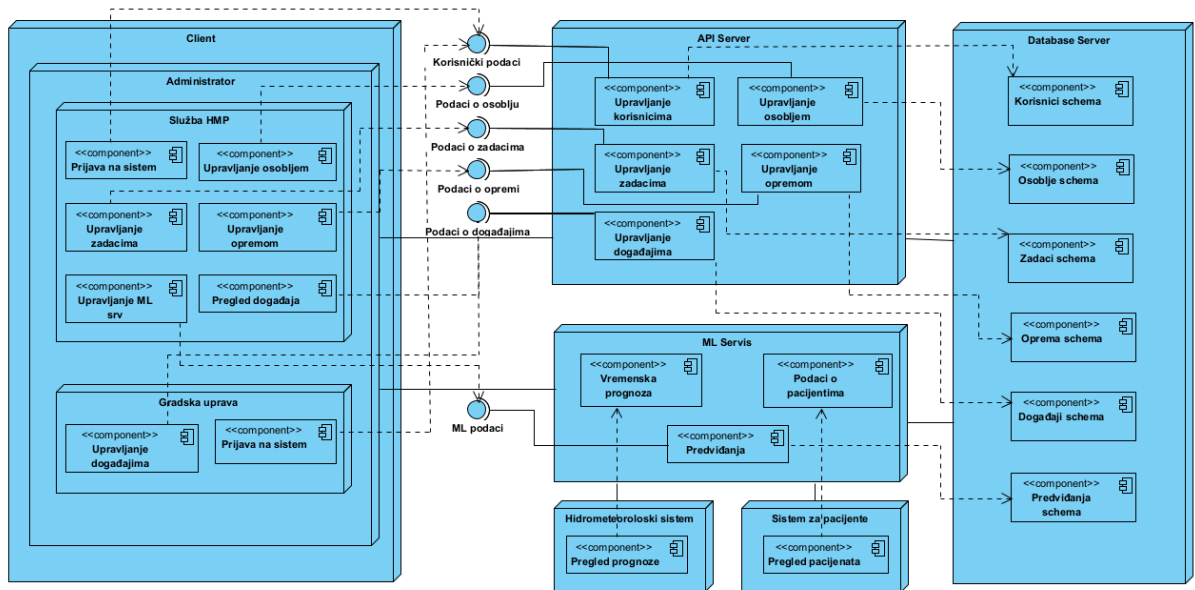 Client
Administrator
Služba HMP
<<component>>
Prijava na sistem
<<component>>
Upravljanje osobljem
<<component>>
Upravljanje
zadacima
<<component>>
Upravljanje
opremom
<<component>>
Upravljanje ML
srv
<<component>>
Pregled događaja
Gradska uprava
<<component>>
Upravljanje
događajima
<<component>>
Prijava na sistem
Korisnički podaci
Podaci o osoblju
Podaci o zadacima
Podaci o opremi
Podaci o događajima
ML podaci
API Server
<<component>>
Upravljanje
korisnicima
<<component>>
Upravljanje
osobljem
<<component>>
Upravljanje
zadacima
<<component>>
Upravljanje
opremom
<<component>>
Upravljanje
događajima
ML Servis
<<component>>
Vremenska
prognoza
<<component>>
Podaci o
pacijentima
<<component>>
Predviđanja
Hidrometeoroloski sistem
<<component>>
Pregled prognoze
Sistem za pacijente
<<component>>
Pregled pacijenata
Database Server
<<component>>
Korisnici schema
<<component>>
Osoblje schema
<<component>>
Zadaci schema
<<component>>
Oprema schema
<<component>>
Događaji schema
<<component>>
Predviđanja
schema